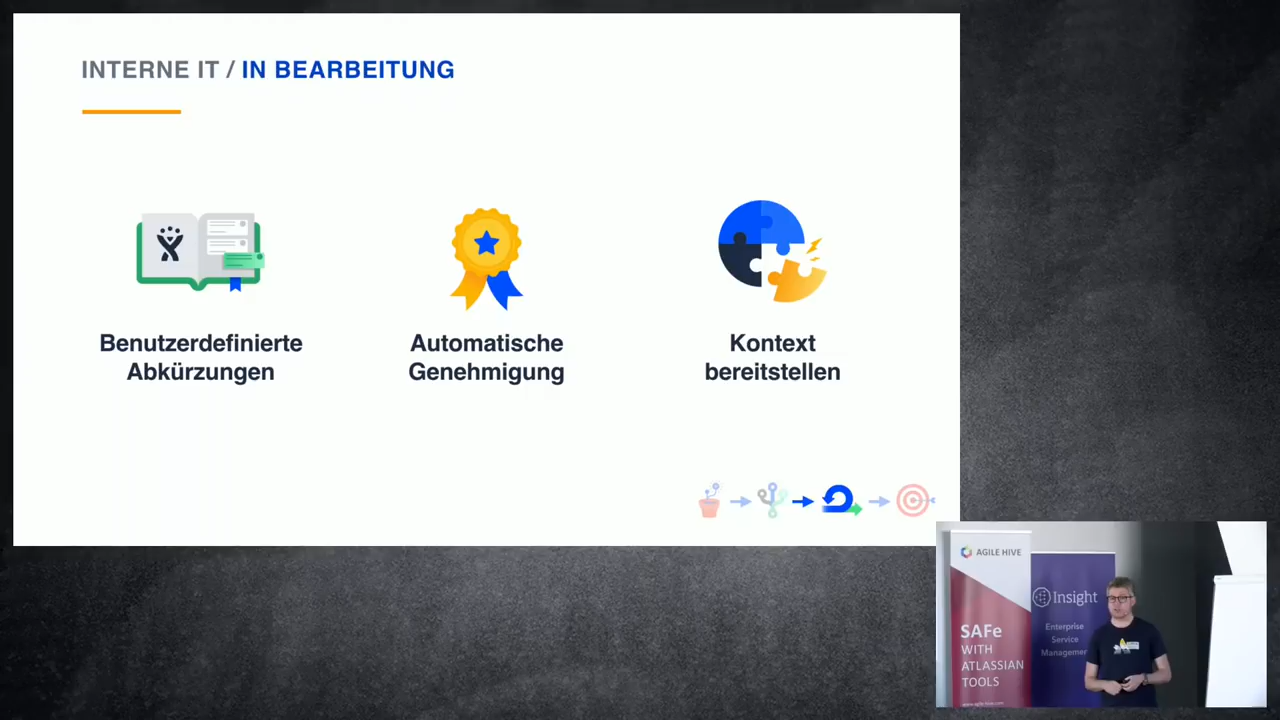 INTERNE IT / IN BEARBEITUNG
Benutzerdefinierte
Abkürzungen
Automatische
Genehmigung
Kontext
bereitstellen
AGILE HIVE
SAFe
WITH
ATLASSIAN
TOOLS
Insight
Enterprise
Service